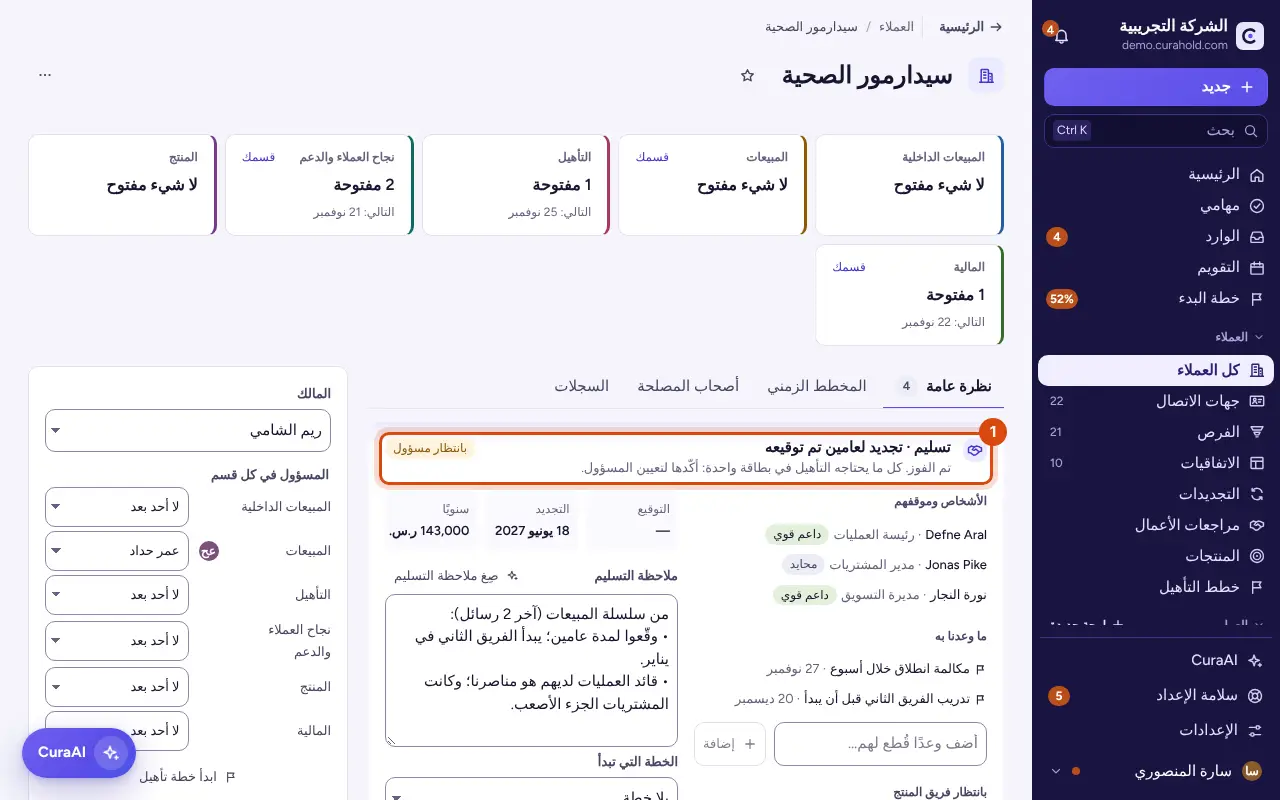 الشركة التجريبية
demo.curahold.com
4
جديد
بحث
Ctrl K
الرئيسية
مهامي
الوارد
4
التقويم
خطة البدء
52%
العملاء
كل العملاء
جهات الاتصال
22
الفرص
21
الاتفاقيات
10
التجديدات
مراجعات الأعمال
المنتجات
خطط التأهيل
CuraAI
سلامة الإعداد
5
الإعدادات
سا
سارة المنصوري
الرئيسية
العملاء / سيدارمور الصحية
سيدارمور الصحية
المبيعات الداخلية
لا شيء مفتوح
المبيعات
قسمك
لا شيء مفتوح
التأهيل
1 مفتوحة
التالي: 25 نوفمبر
نجاح العملاء والدعم
قسمك
2 مفتوحة
التالي: 21 نوفمبر
المنتج
لا شيء مفتوح
المالية
قسمك
1 مفتوحة
التالي: 22 نوفمبر
نظرة عامة
4
المخطط الزمني
أصحاب المصلحة
السجلات
1
تسليم · تجديد لعامين تم توقيعه
بانتظار مسؤول
تم الفوز. كل ما يحتاجه التأهيل في بطاقة واحدة: أكّدها لتعيين المسؤول.
الأشخاص وموقفهم
Defne Aral · رئيسة العمليات
داعم قوي
Jonas Pike · مدير المشتريات
محايد
نورة النجار · مديرة التسويق
داعم قوي
ما وعدنا به
مكالمة انطلاق خلال أسبوع · 27 نوفمبر
تدريب الفريق الثاني قبل أن يبدأ · 20 ديسمبر
أضف وعدًا قُطع لهم...
إضافة
بانتظار فريق المنتج
التوقيع
—
التجديد
18 يونيو 2027
سنويًا
143,000 ر.س.
ملاحظة التسليم
صِغ ملاحظة التسليم
من سلسلة المبيعات (آخر 2 رسائل):
• وقّعوا لمدة عامين؛ يبدأ الفريق الثاني في
يناير.
• قائد العمليات لديهم هو مناصرنا؛ وكانت
المشتريات الجزء الأصعب.
الخطة التي تبدأ
بلا خطة
المالك
ريم الشامي
المسؤول في كل قسم
المبيعات الداخلية
لا أحد بعد
المبيعات
عح
عمر حداد
التأهيل
لا أحد بعد
نجاح العملاء
والدعم
لا أحد بعد
المنتج
لا أحد بعد
المالية
لا أحد بعد
ابدأ خطة تأهيل
CuraAI